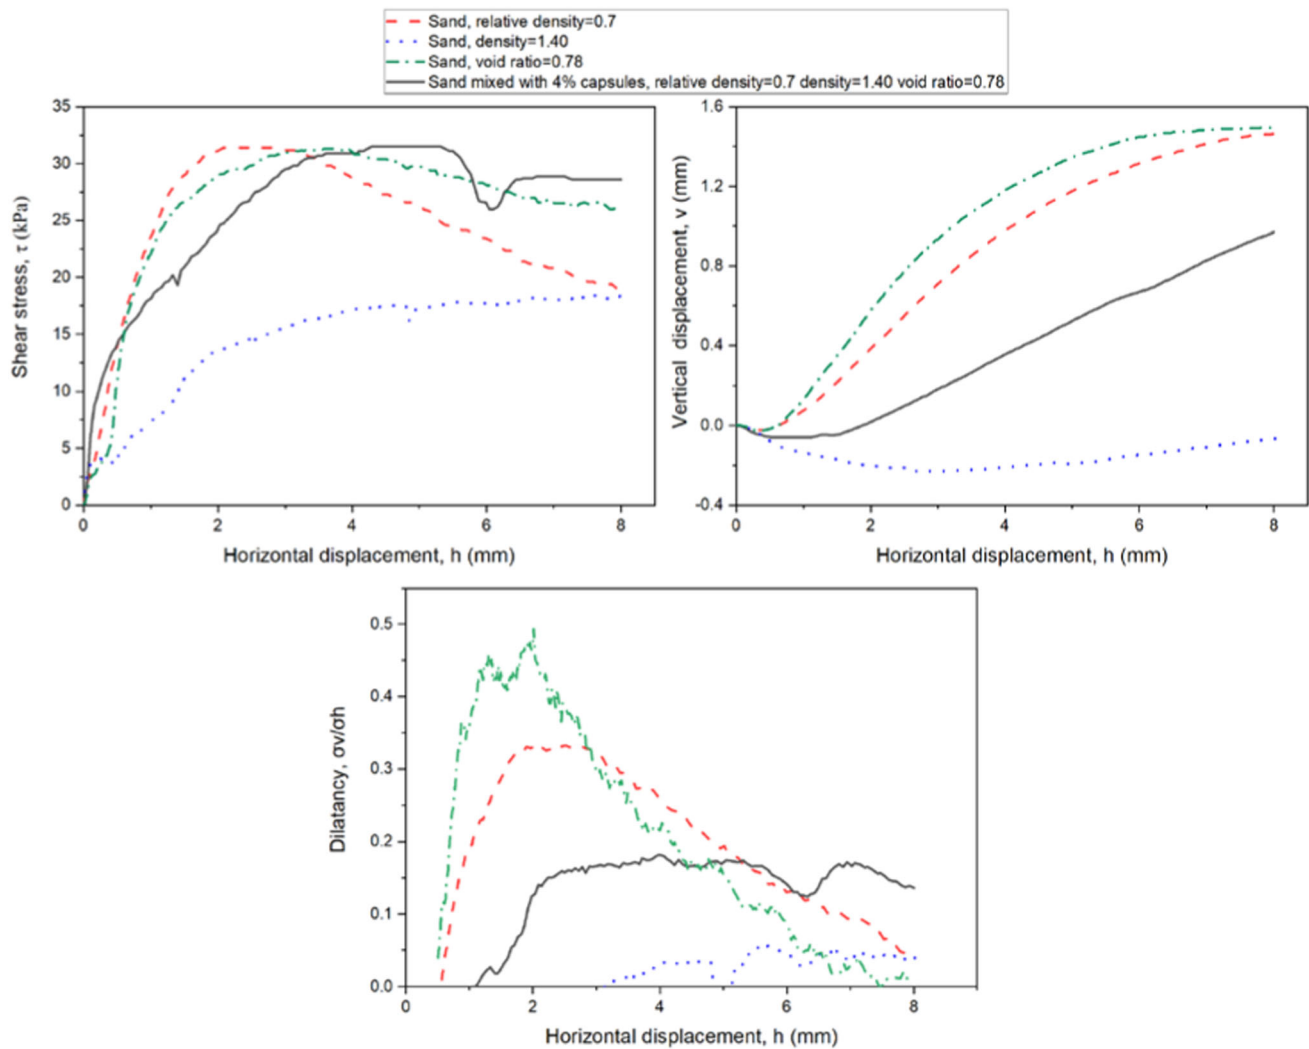 Sand, relative density=0.7
Sand, density=1.40
Sand, void ratio=0.78
Sand mixed with 4% capsules, relative density=0.7 density=1.40 void ratio=0.78
35
30
25
20
15
10
5
0
Shear stress, τ (kPa)
0 2 4 6 8
Horizontal displacement, h (mm)
1.6
1.2
0.8
0.4
0.0
-0.4
Vertical displacement, v (mm)
0 2 4 6 8
Horizontal displacement, h (mm)
0.5
0.4
0.3
0.2
0.1
0.0
Dilatancy, σv/σh
0 2 4 6 8
Horizontal displacement, h (mm)